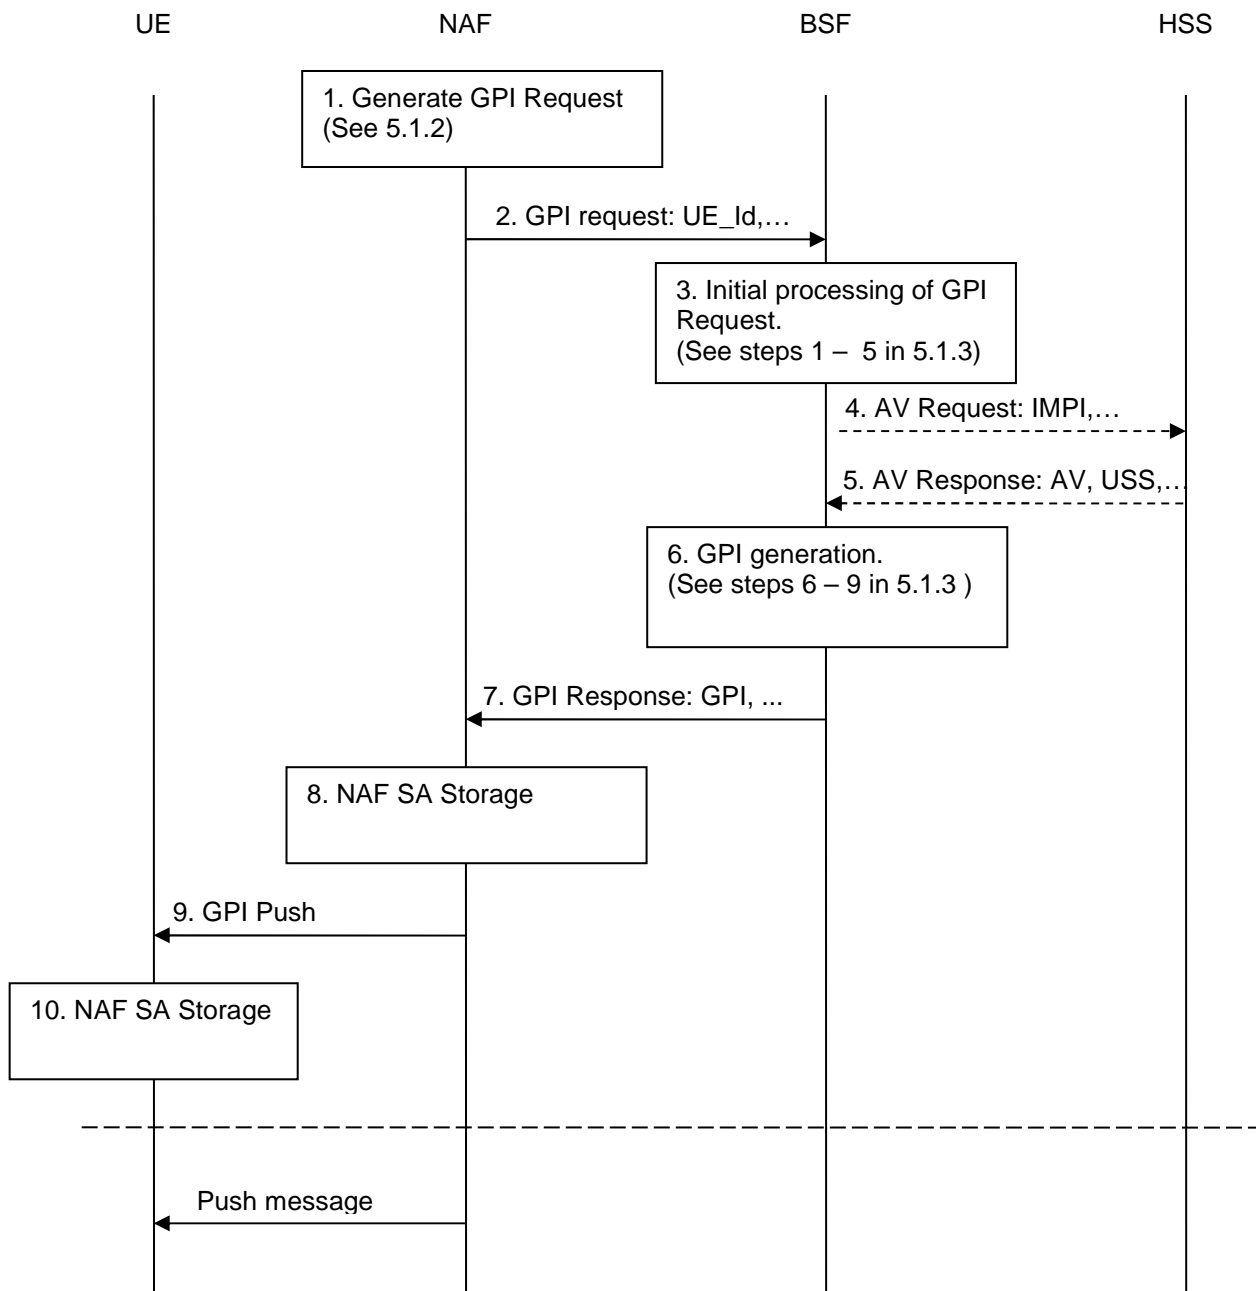 UE NAF BSF HSS
1. Generate GPI Request
(See 5.1.2)
2. GPI request: UE_Id,…
3. Initial processing of GPI
Request.
(See steps 1 – 5 in 5.1.3)
4. AV Request: IMPI,…
5. AV Response: AV, USS,…
6. GPI generation.
(See steps 6 – 9 in 5.1.3 )
7. GPI Response: GPI, ...
8. NAF SA Storage
9. GPI Push
10. NAF SA Storage
Push message